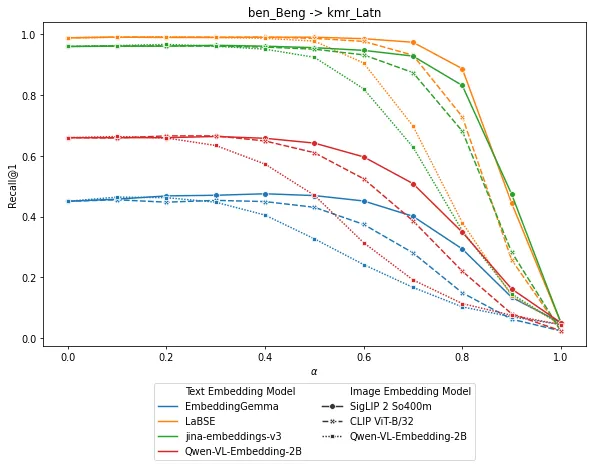 ben_Beng -> kmr_Latn
Recall@1
1.0
0.8
0.6
0.4
0.2
0.0
0.0 0.2 0.4 0.6 0.8 1.0
α
Text Embedding Model Image Embedding Model
EmbeddingGemma SigLIP 2 So400m
LaBSE CLIP ViT-B/32
jina-embeddings-v3 Qwen-VL-Embedding-2B
Qwen-VL-Embedding-2B